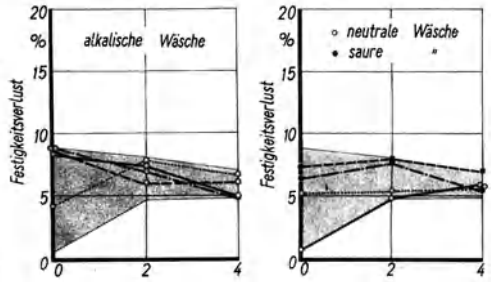 20
%
alkalische Wäsche
15
10
5
0
Festigkeitsverlust
0 2 4
20
%
neutrale Wäsche
saure "
15
10
5
0
Festigkeitsverlust
0 2 4